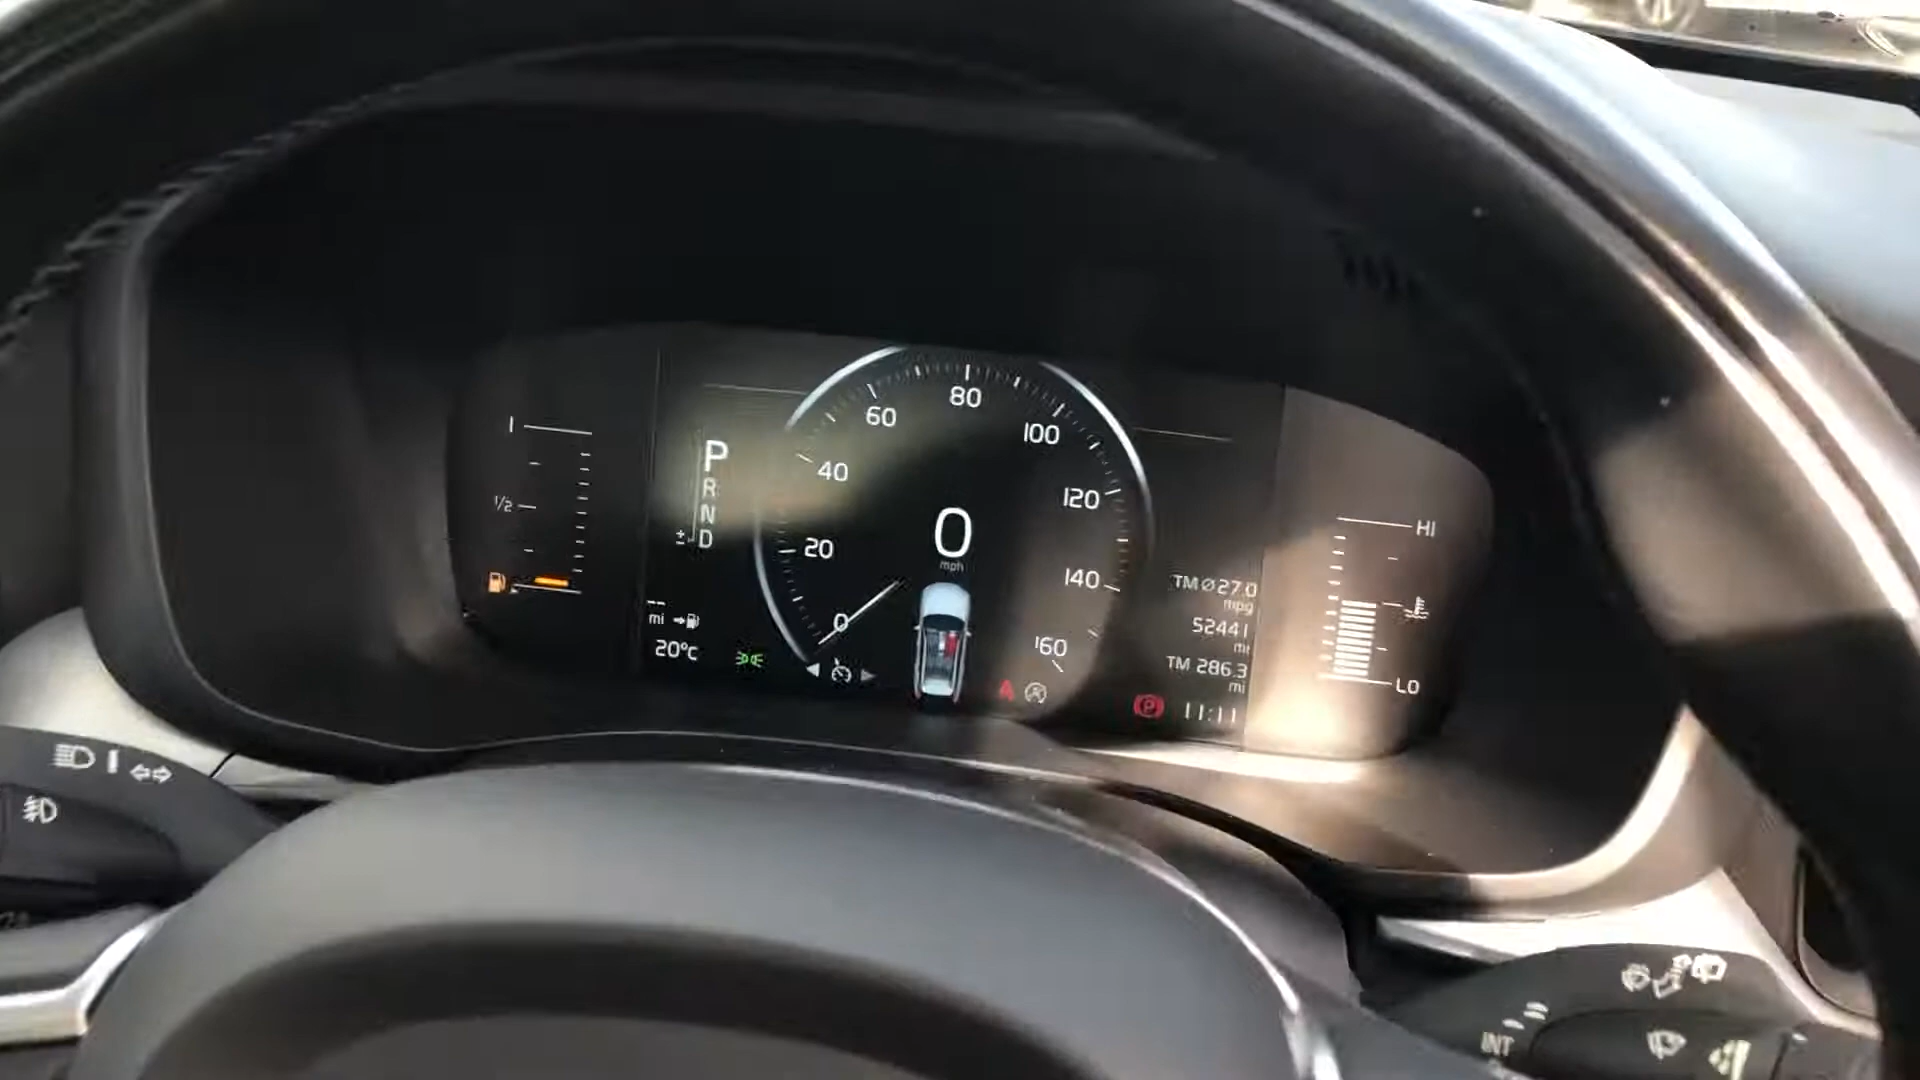 1
1/2
P
R
N
± D
-- mi
20°C
0
20
40
60
80
100
120
140
160
0
mph
A
TM Ø 27.0
mpg
52441
mi
TM 286.3
mi
P
11:11
HI
LO
INT